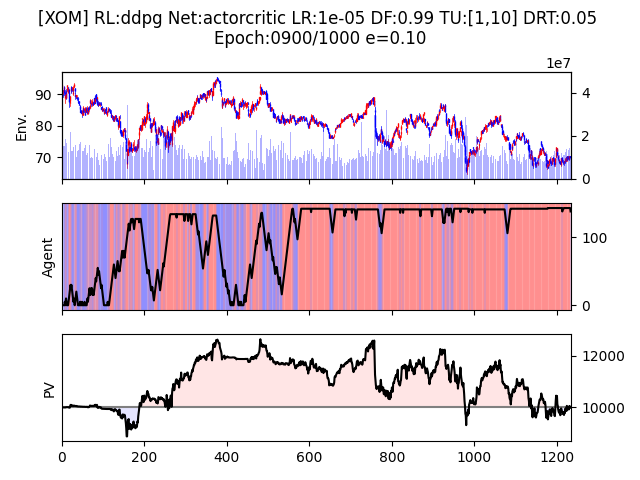 [XOM] RL:ddpg Net:actorcritic LR:1e-05 DF:0.99 TU:[1,10] DRT:0.05
Epoch:0900/1000 e=0.10
1e7
Env.
90
80
70
4
2
0
Agent
100
0
PV
12000
10000
0 200 400 600 800 1000 1200